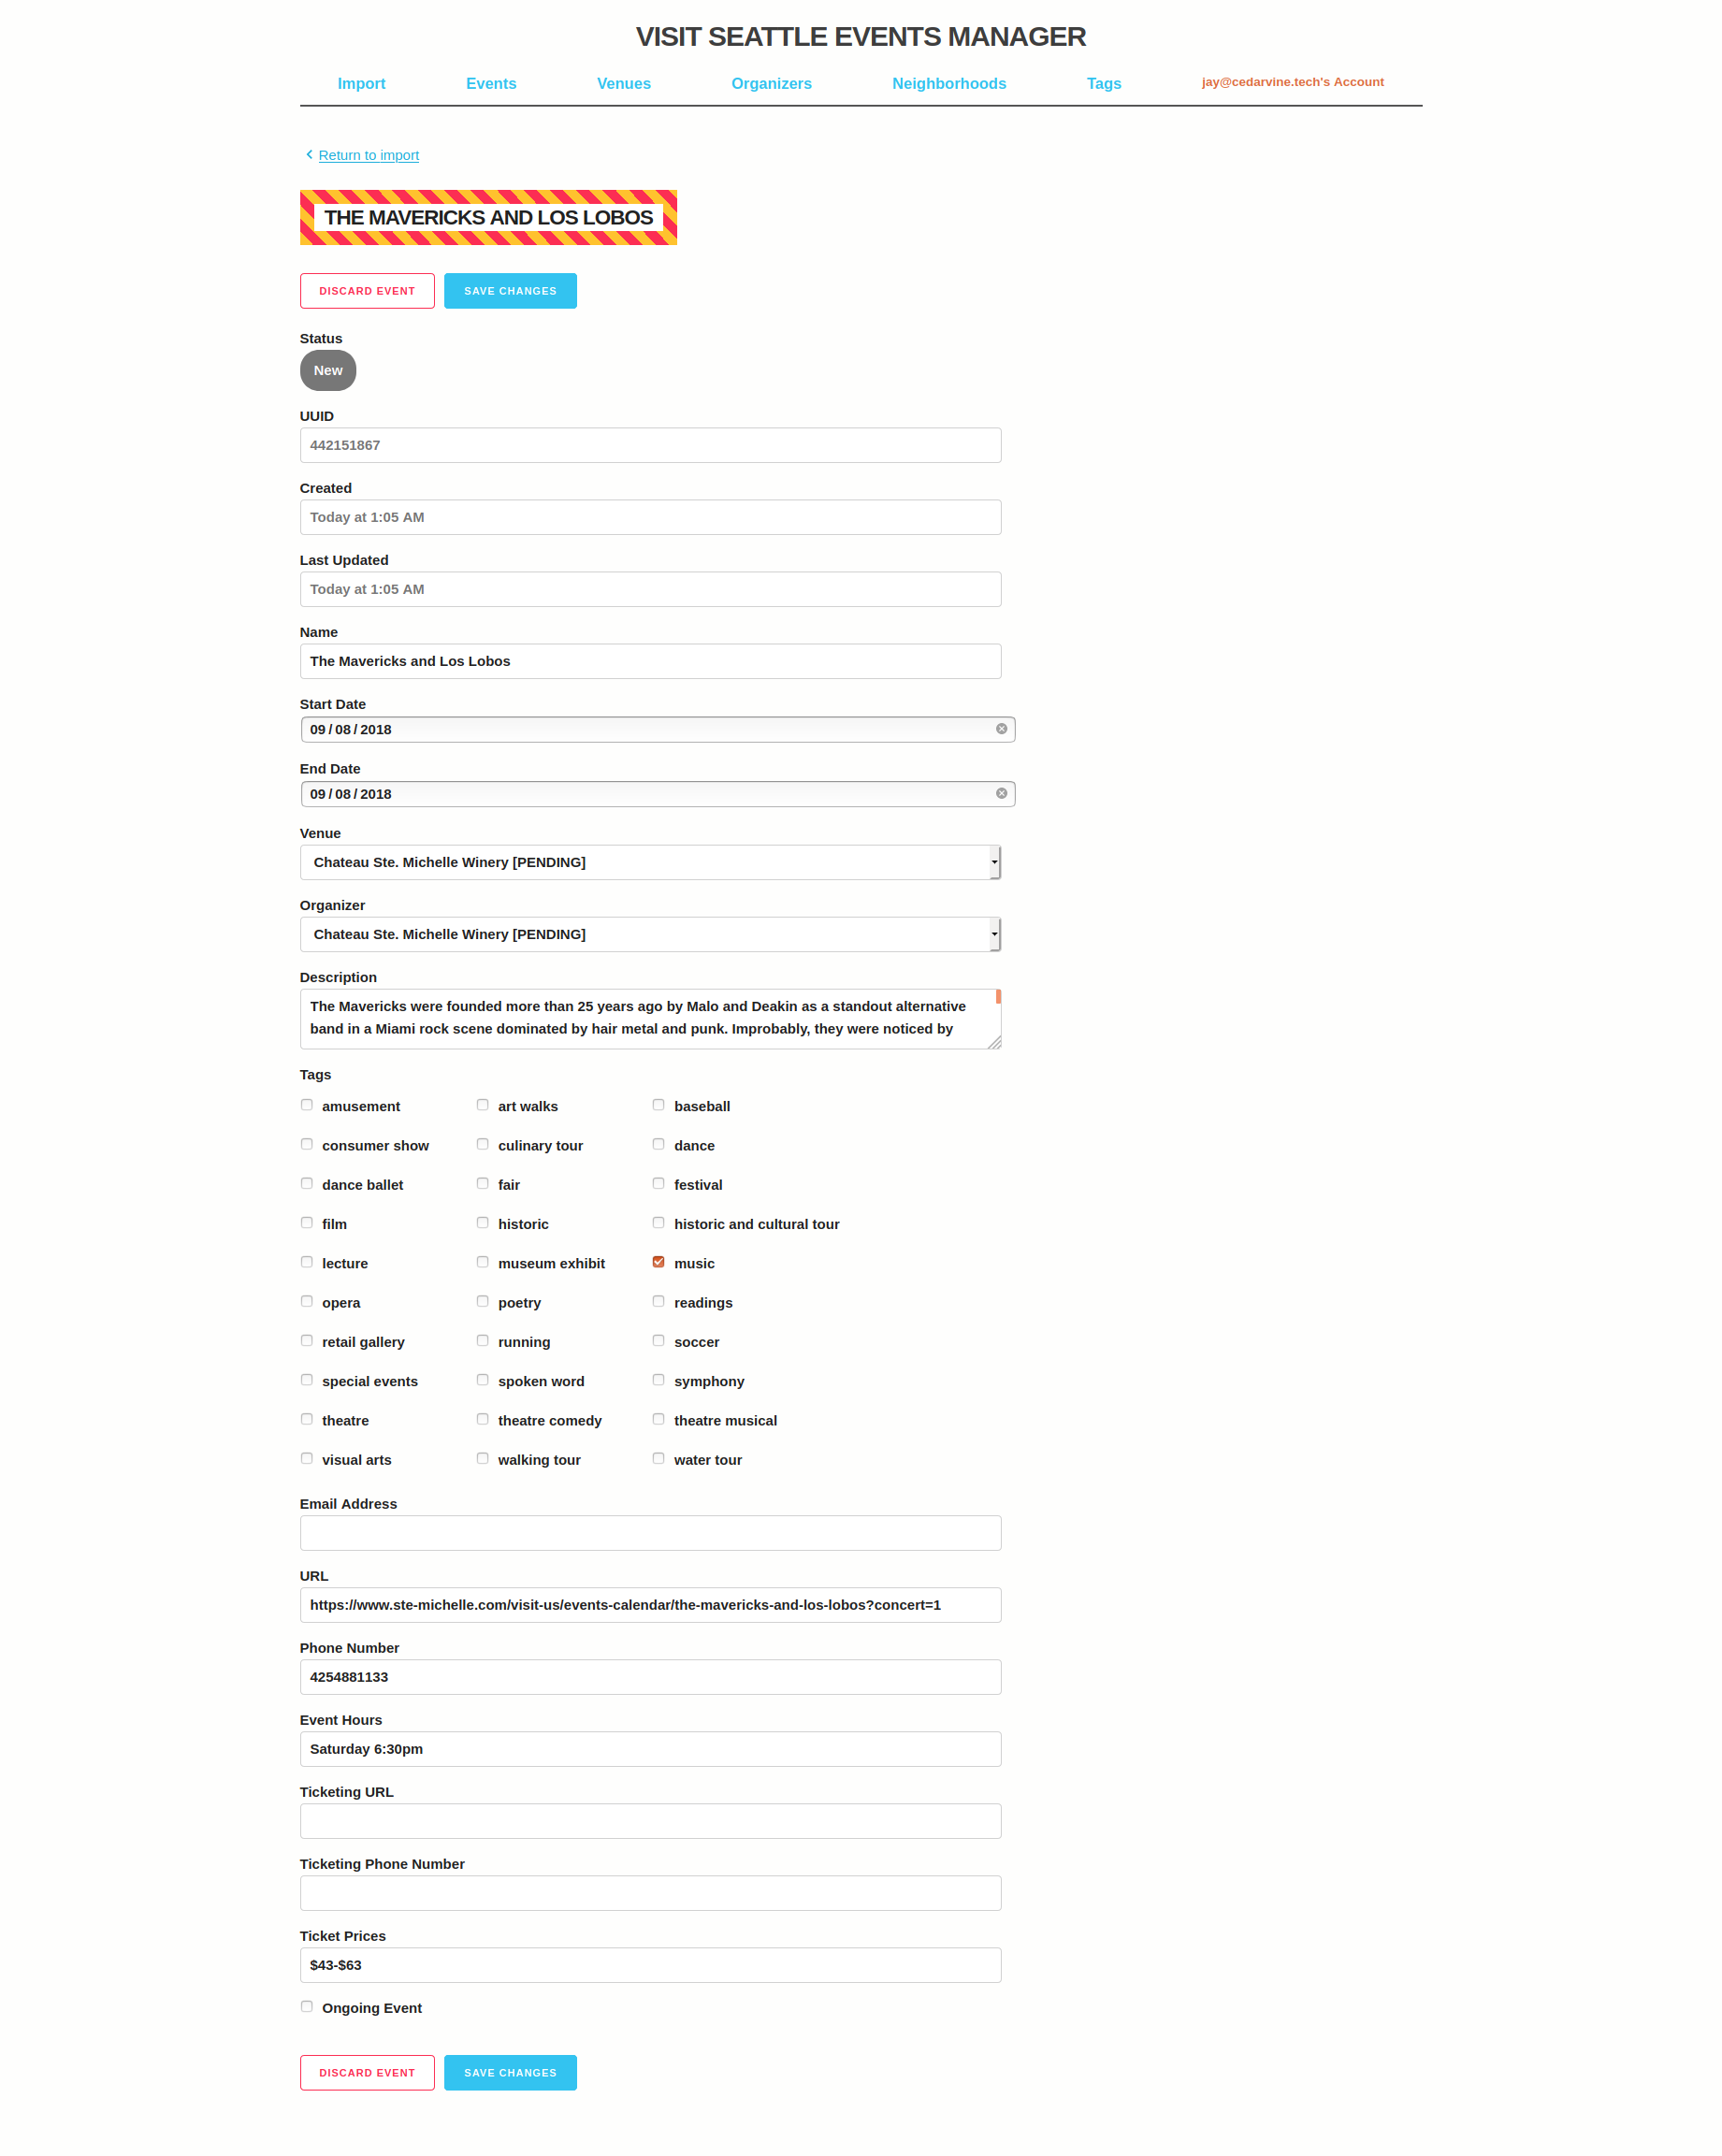 VISIT SEATTLE EVENTS MANAGER
Import Events Venues Organizers Neighborhoods Tags jay@cedarvine.tech's Account
Return to import
THE MAVERICKS AND LOS LOBOS
DISCARD EVENT SAVE CHANGES
Status
New
UUID
442151867
Created
Today at 1:05 AM
Last Updated
Today at 1:05 AM
Name
The Mavericks and Los Lobos
Start Date
09 / 08 / 2018
End Date
09 / 08 / 2018
Venue
Chateau Ste. Michelle Winery [PENDING]
Organizer
Chateau Ste. Michelle Winery [PENDING]
Description
The Mavericks were founded more than 25 years ago by Malo and Deakin as a standout alternative
band in a Miami rock scene dominated by hair metal and punk. Improbably, they were noticed by
Tags
amusement art walks baseball
consumer show culinary tour dance
dance ballet fair festival
film historic historic and cultural tour
lecture museum exhibit music
opera poetry readings
retail gallery running soccer
special events spoken word symphony
theatre theatre comedy theatre musical
visual arts walking tour water tour
Email Address
URL
https://www.ste-michelle.com/visit-us/events-calendar/the-mavericks-and-los-lobos?concert=1
Phone Number
4254881133
Event Hours
Saturday 6:30pm
Ticketing URL
Ticketing Phone Number
Ticket Prices
$43-$63
Ongoing Event
DISCARD EVENT SAVE CHANGES